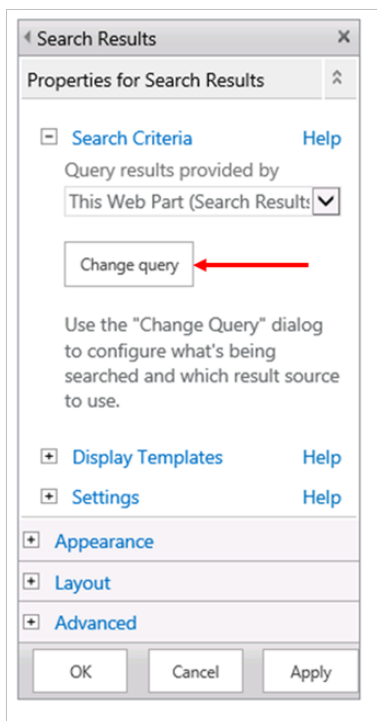 Search Results
Properties for Search Results
Search Criteria Help
Query results provided by
This Web Part (Search Results
Change query
Use the "Change Query" dialog
to configure what's being
searched and which result source
to use.
Display Templates Help
Settings Help
Appearance
Layout
Advanced
OK Cancel Apply